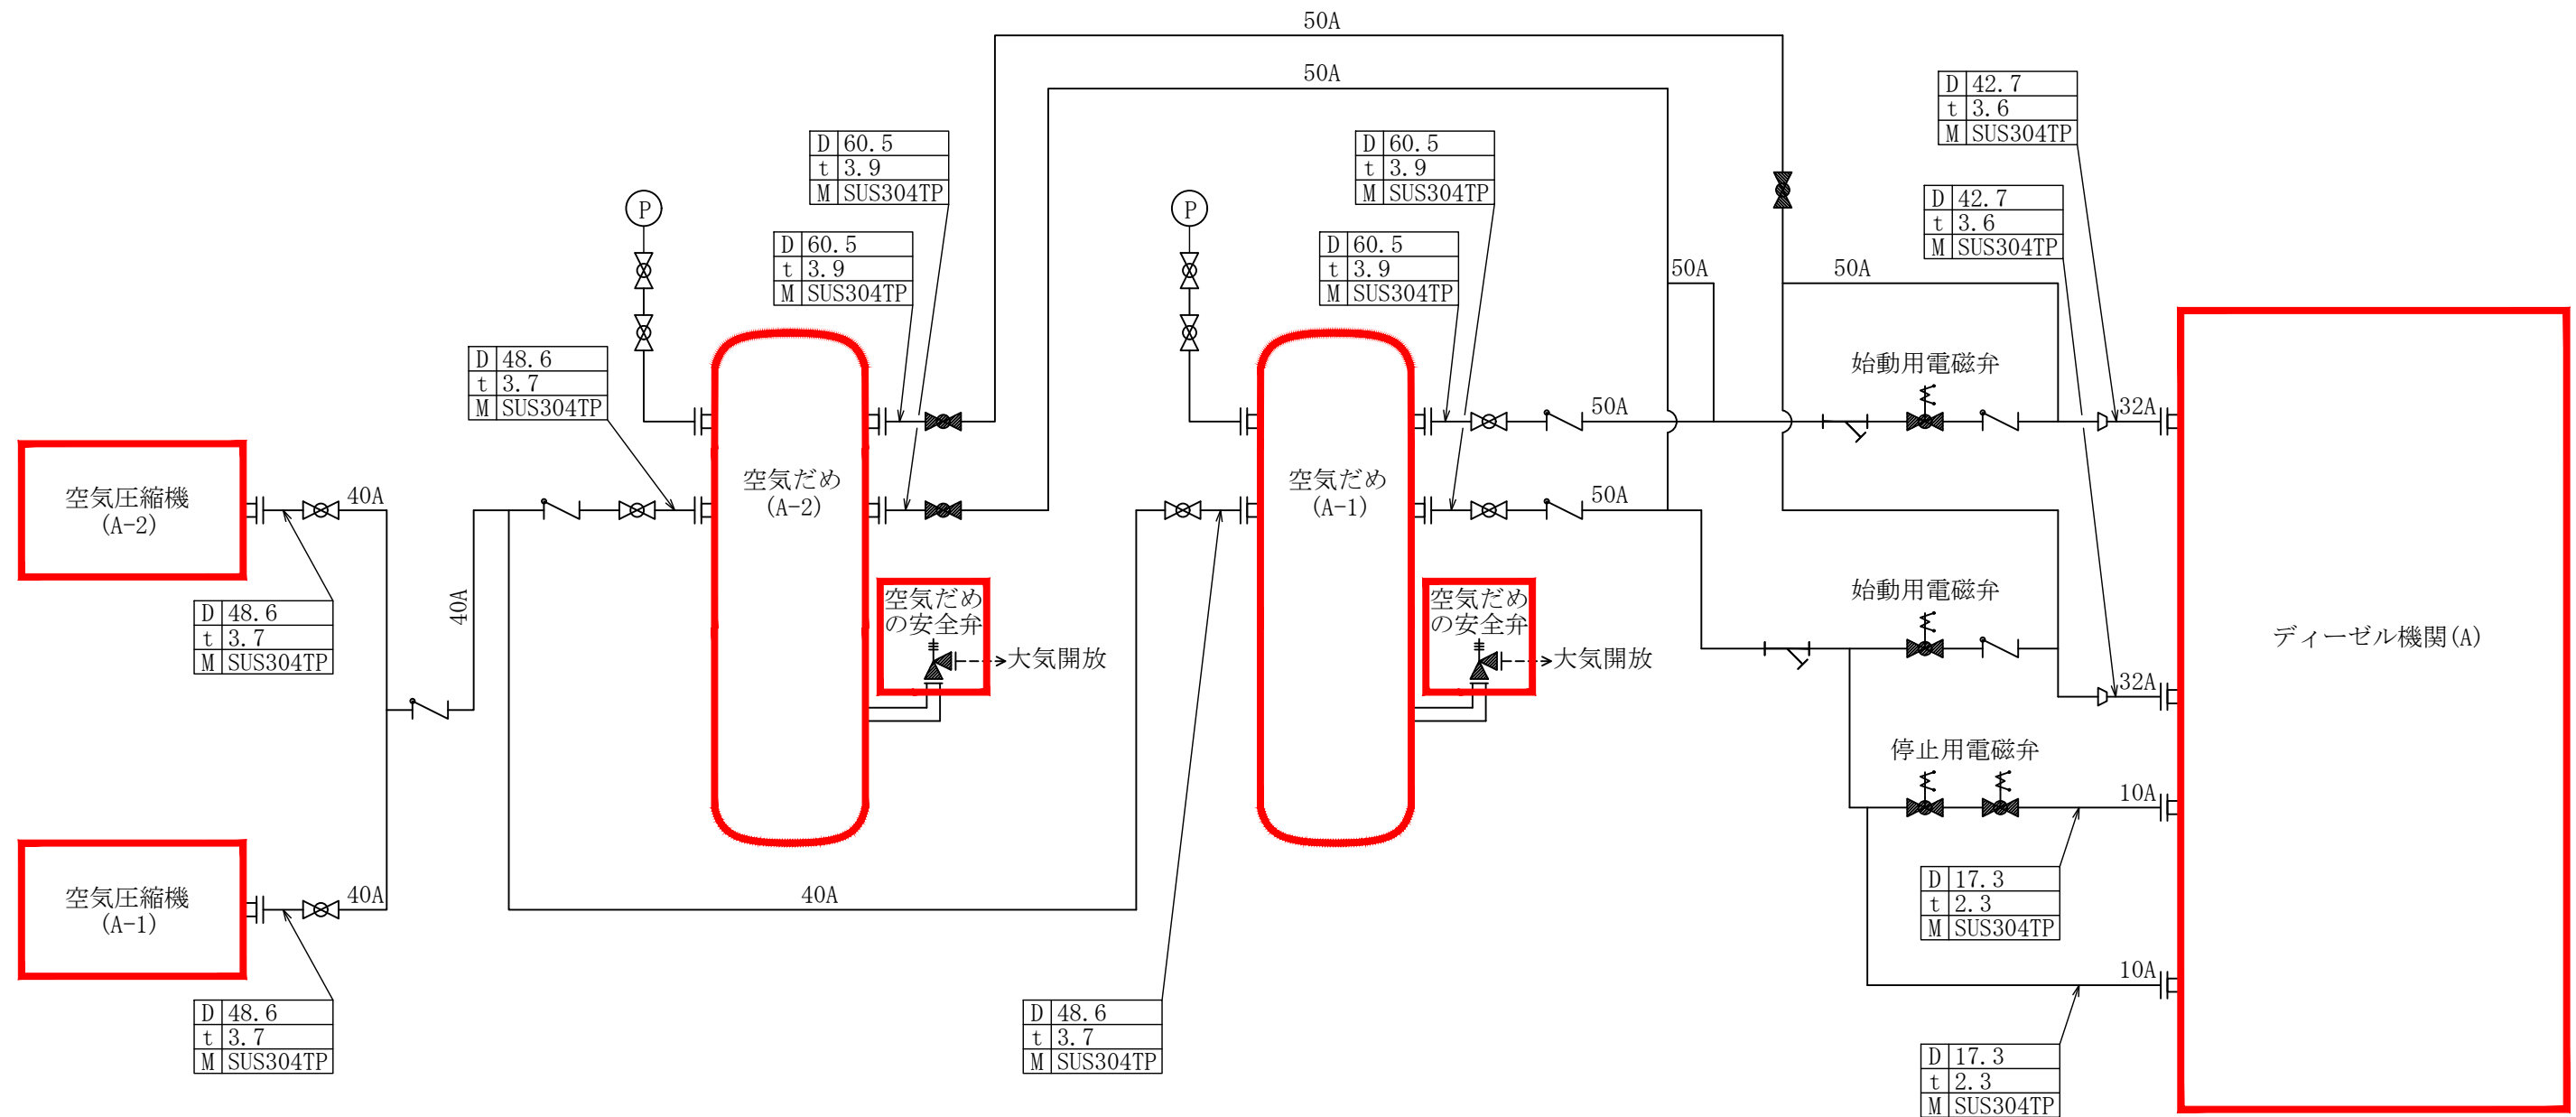 50A
50A
D 42.7
t 3.6
M SUS304TP
D 60.5
t 3.9
M SUS304TP
D 60.5
t 3.9
M SUS304TP
D 42.7
t 3.6
M SUS304TP
P
P
D 60.5
t 3.9
M SUS304TP
D 60.5
t 3.9
M SUS304TP
50A
50A
D 48.6
t 3.7
M SUS304TP
始動用電磁弁
50A
32A
空気圧縮機
(A-2)
40A
空気だめ
(A-2)
空気だめ
(A-1)
50A
D 48.6
t 3.7
M SUS304TP
40A
空気だめ
の安全弁
大気開放
空気だめ
の安全弁
大気開放
始動用電磁弁
ディーゼル機関(A)
32A
停止用電磁弁
10A
空気圧縮機
(A-1)
40A
40A
D 17.3
t 2.3
M SUS304TP
10A
D 48.6
t 3.7
M SUS304TP
D 48.6
t 3.7
M SUS304TP
D 17.3
t 2.3
M SUS304TP